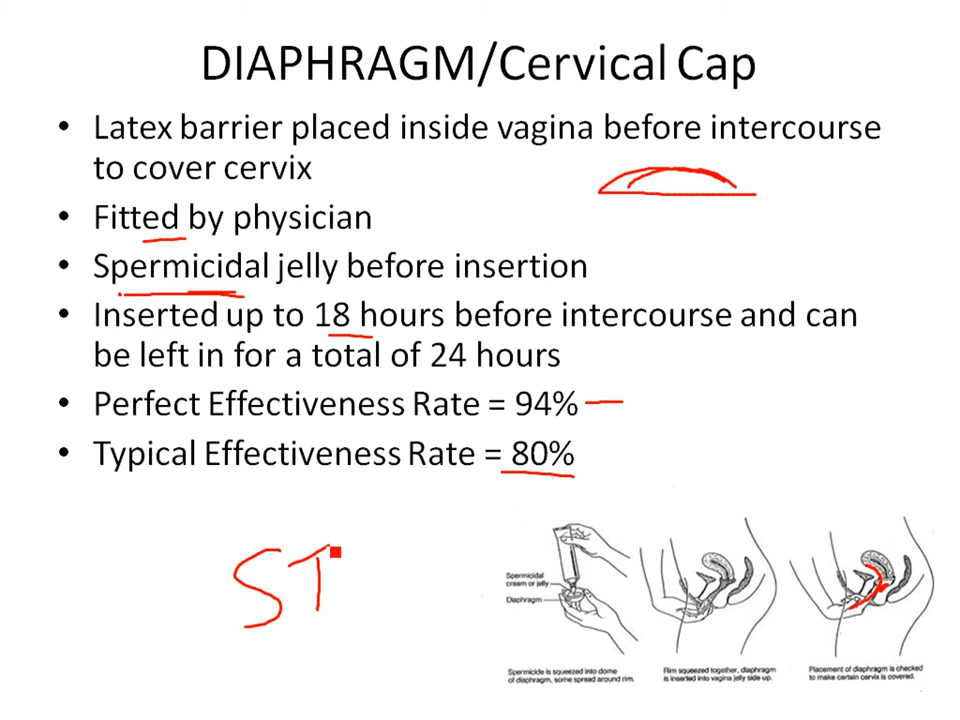 DIAPHRAGM/Cervical Cap
• Latex barrier placed inside vagina before intercourse
to cover cervix
• Fitted by physician
• Spermicidal jelly before insertion
• Inserted up to 18 hours before intercourse and can
be left in for a total of 24 hours
• Perfect Effectiveness Rate = 94%
• Typical Effectiveness Rate = 80%
ST
Spermicidal
cream or jelly
Diaphragm
Spermicide is squeezed into dome
of diaphragm, some spread around rim.
Rim squeezed together, diaphragm
is inserted into vagina jelly side up.
Placement of diaphragm is checked
to make certain cervix is covered.